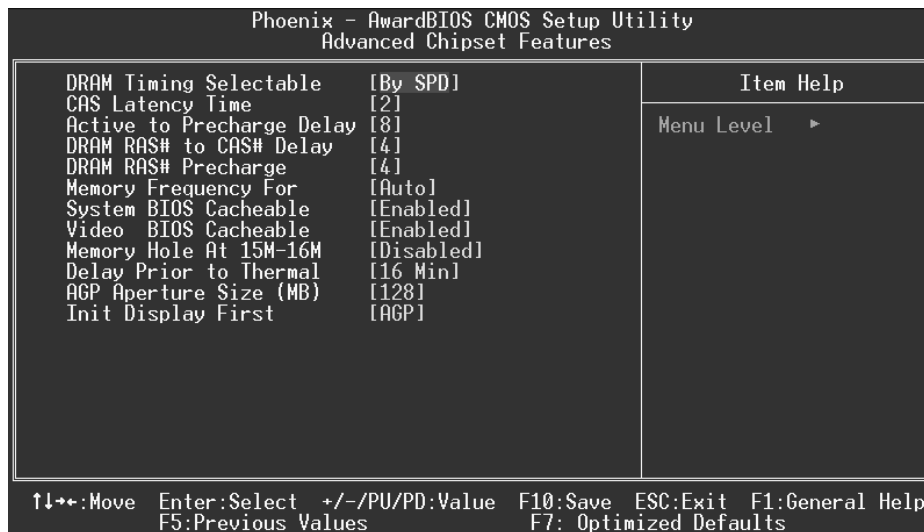 Phoenix - AwardBIOS CMOS Setup Utility
Advanced Chipset Features
DRAM Timing Selectable [By SPD]
CAS Latency Time [2]
Active to Precharge Delay [8]
DRAM RAS# to CAS# Delay [4]
DRAM RAS# Precharge [4]
Memory Frequency For [Auto]
System BIOS Cacheable [Enabled]
Video BIOS Cacheable [Enabled]
Memory Hole At 15M-16M [Disabled]
Delay Prior to Thermal [16 Min]
AGP Aperture Size (MB) [128]
Init Display First [AGP]
Item Help
Menu Level ▸
↑↓→←:Move Enter:Select +/-/PU/PD:Value F10:Save ESC:Exit F1:General Help
F5:Previous Values F7: Optimized Defaults